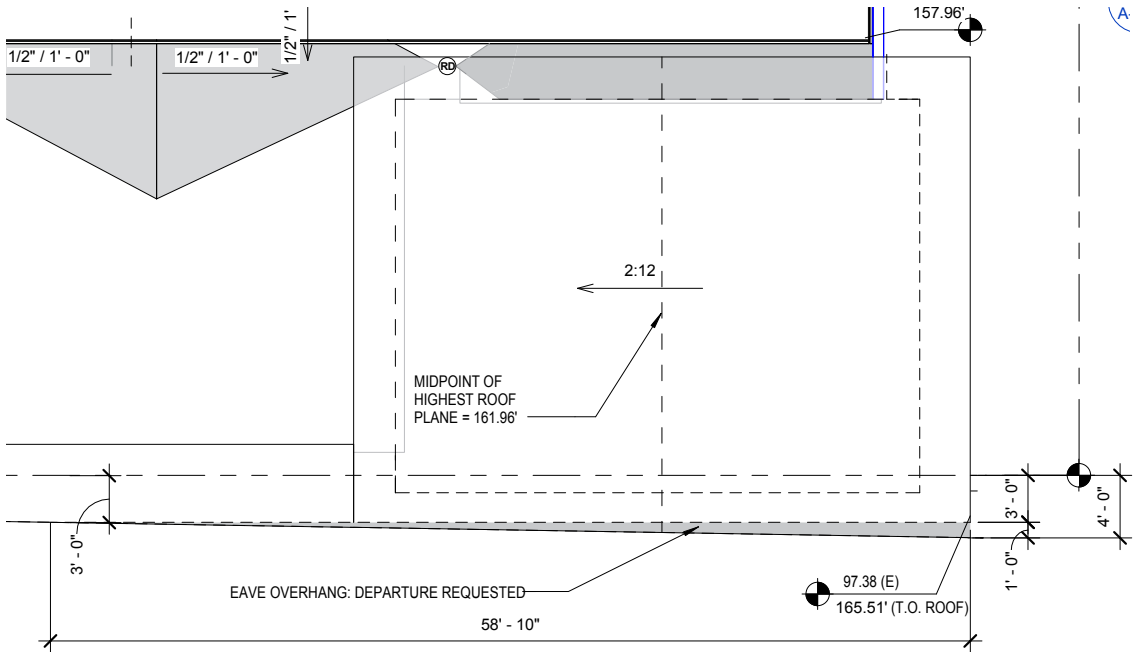 157.96'
A-
1/2" / 1' - 0"
1/2" / 1' - 0"
1/2" / 1'
RD
2:12
MIDPOINT OF
HIGHEST ROOF
PLANE = 161.96'
3' - 0"
3' - 0"
4' - 0"
1' - 0"
EAVE OVERHANG: DEPARTURE REQUESTED
97.38 (E)
165.51' (T.O. ROOF)
58' - 10"